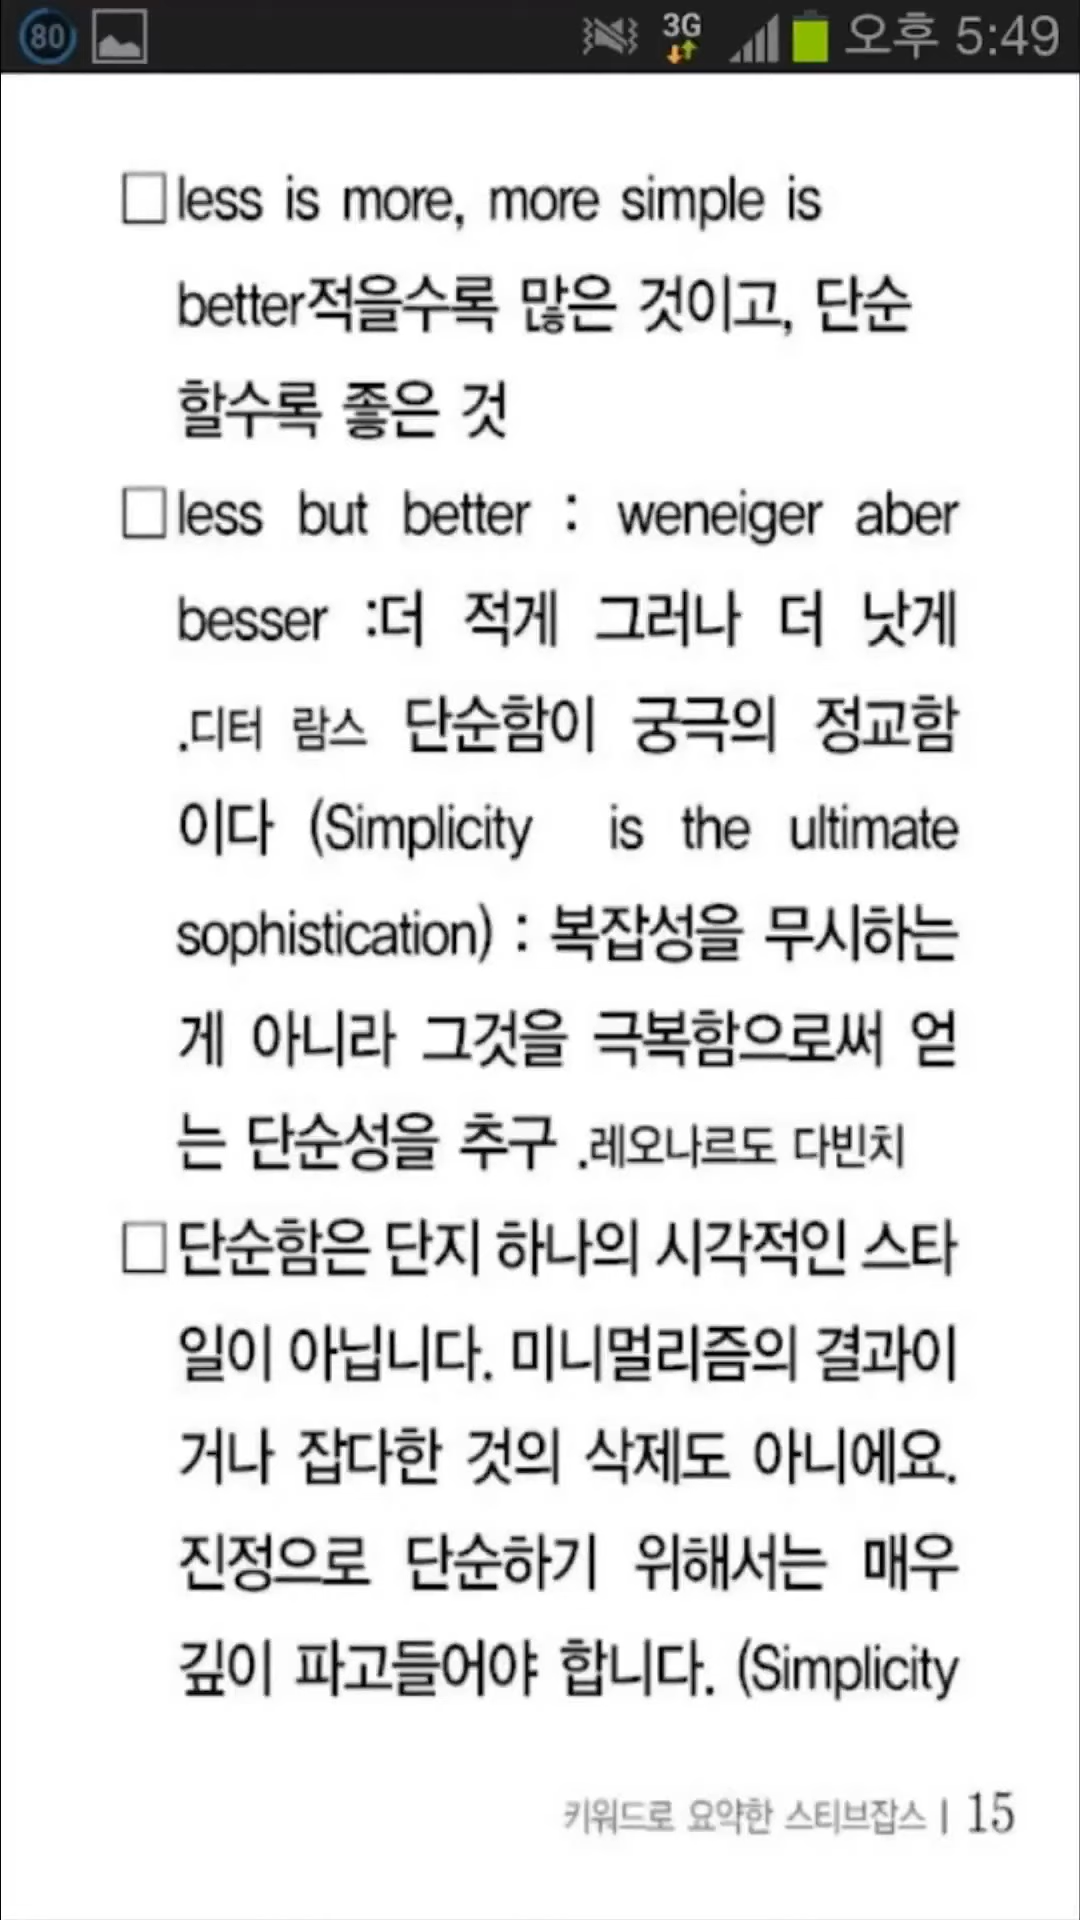 80 3G 오후 5:49
□less is more, more simple is
better적을수록 많은 것이고, 단순
할수록 좋은 것
□less but better : weneiger aber
besser :더 적게 그러나 더 낫게
.디터 람스 단순함이 궁극의 정교함
이다 (Simplicity is the ultimate
sophistication) : 복잡성을 무시하는
게 아니라 그것을 극복함으로써 얻
는 단순성을 추구 .레오나르도 다빈치
□단순함은 단지 하나의 시각적인 스타
일이 아닙니다. 미니멀리즘의 결과이
거나 잡다한 것의 삭제도 아니에요.
진정으로 단순하기 위해서는 매우
깊이 파고들어야 합니다. (Simplicity
키워드로 요약한 스티브잡스 | 15